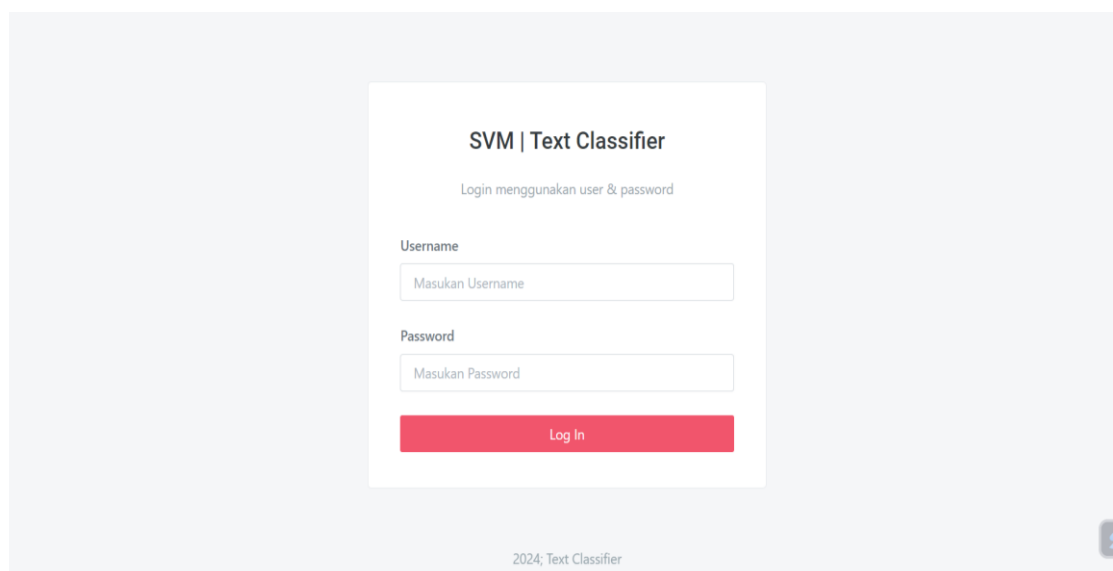 SVM | Text Classifier
Login menggunakan user & password
Username
Masukan Username
Password
Masukan Password
Log In
2024; Text Classifier